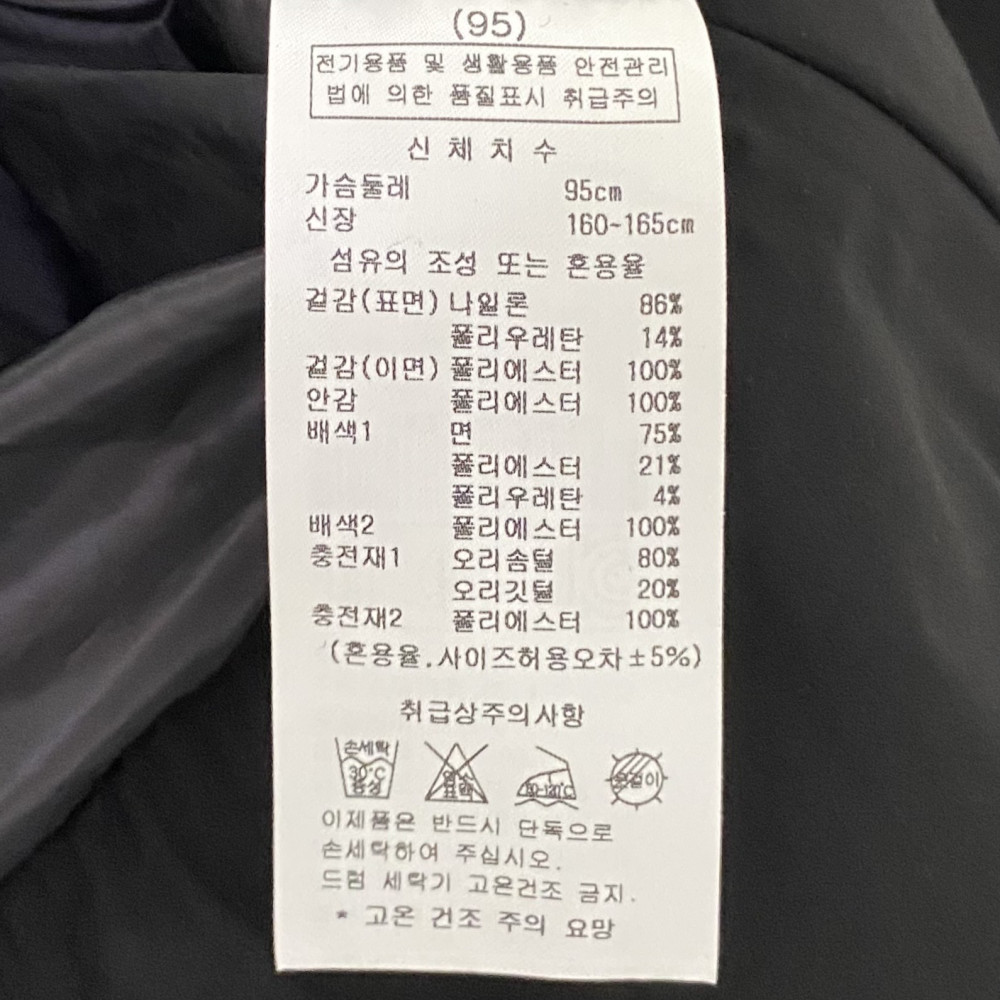 (95)
전기용품 및 생활용품 안전관리
법에 의한 품질표시 취급주의
신 체 치 수
가슴둘레 95cm
신장 160~165cm
섬유의 조성 또는 혼용율
겉감(표면) 나일론 86%
폴리우레탄 14%
겉감(이면) 폴리에스터 100%
안감 폴리에스터 100%
배색1 면 75%
폴리에스터 21%
폴리우레탄 4%
배색2 폴리에스터 100%
충전재1 오리솜털 80%
오리깃털 20%
충전재2 폴리에스터 100%
(혼용율.사이즈허용오차±5%)
취급상주의사항
손세탁
30°C
중성
염소
표백
80-120°C
옷걸이
이제품은 반드시 단독으로
손세탁하여 주십시오.
드럼 세탁기 고온건조 금지.
* 고온 건조 주의 요망